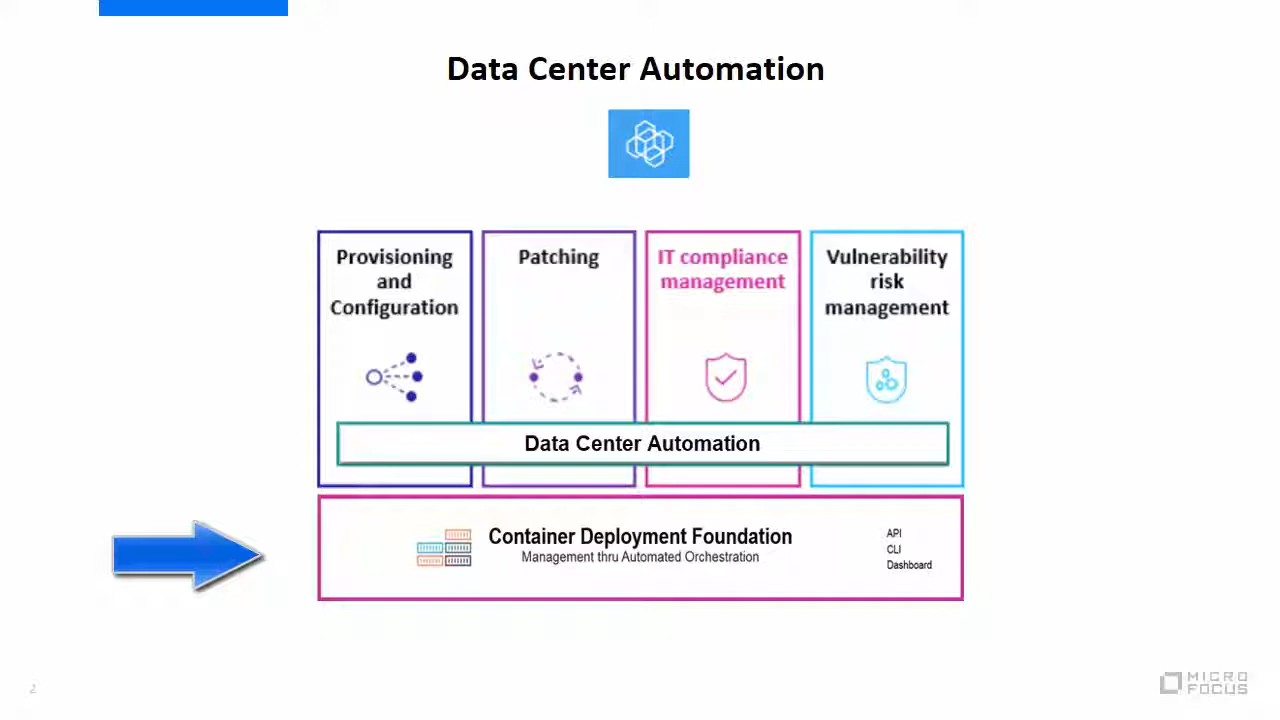 Data Center Automation
Provisioning
and
Configuration
Patching
IT compliance
management
Vulnerability
risk
management
Data Center Automation
Container Deployment Foundation
Management thru Automated Orchestration
API
CLI
Dashboard
2
MICRO
FOCUS